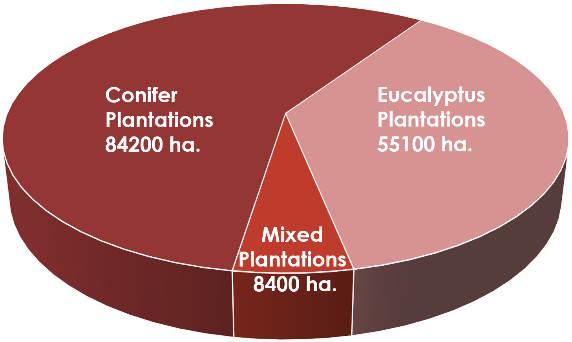 Conifer
Plantations
84200 ha.
Eucalyptus
Plantations
55100 ha.
Mixed
Plantations
8400 ha.